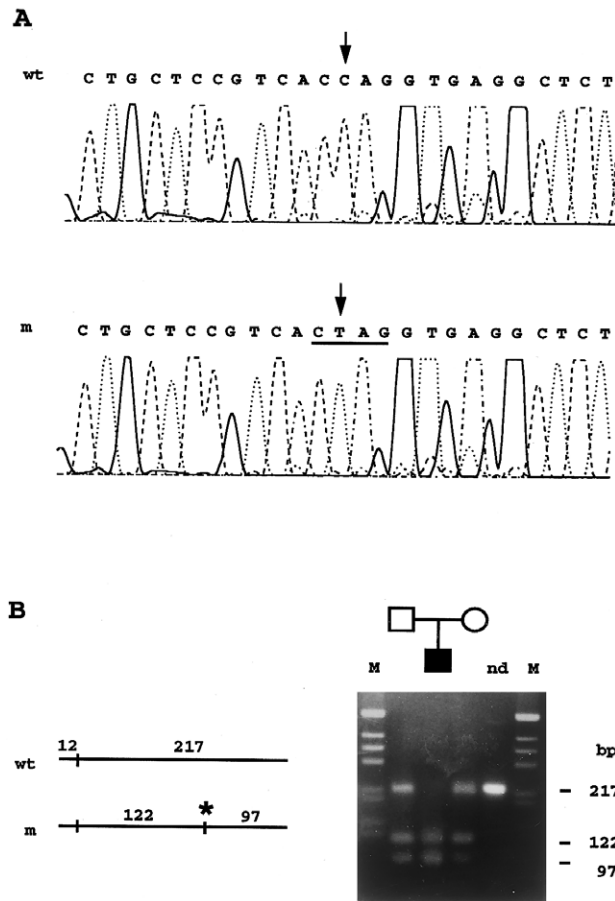 A
wt C T G C T C C G T C A C C A G G T G A G G C T C T
m C T G C T C C G T C A C T A G G T G A G G C T C T
B
M nd M
12 217
wt
bp
217
122
97
*
122 97
m